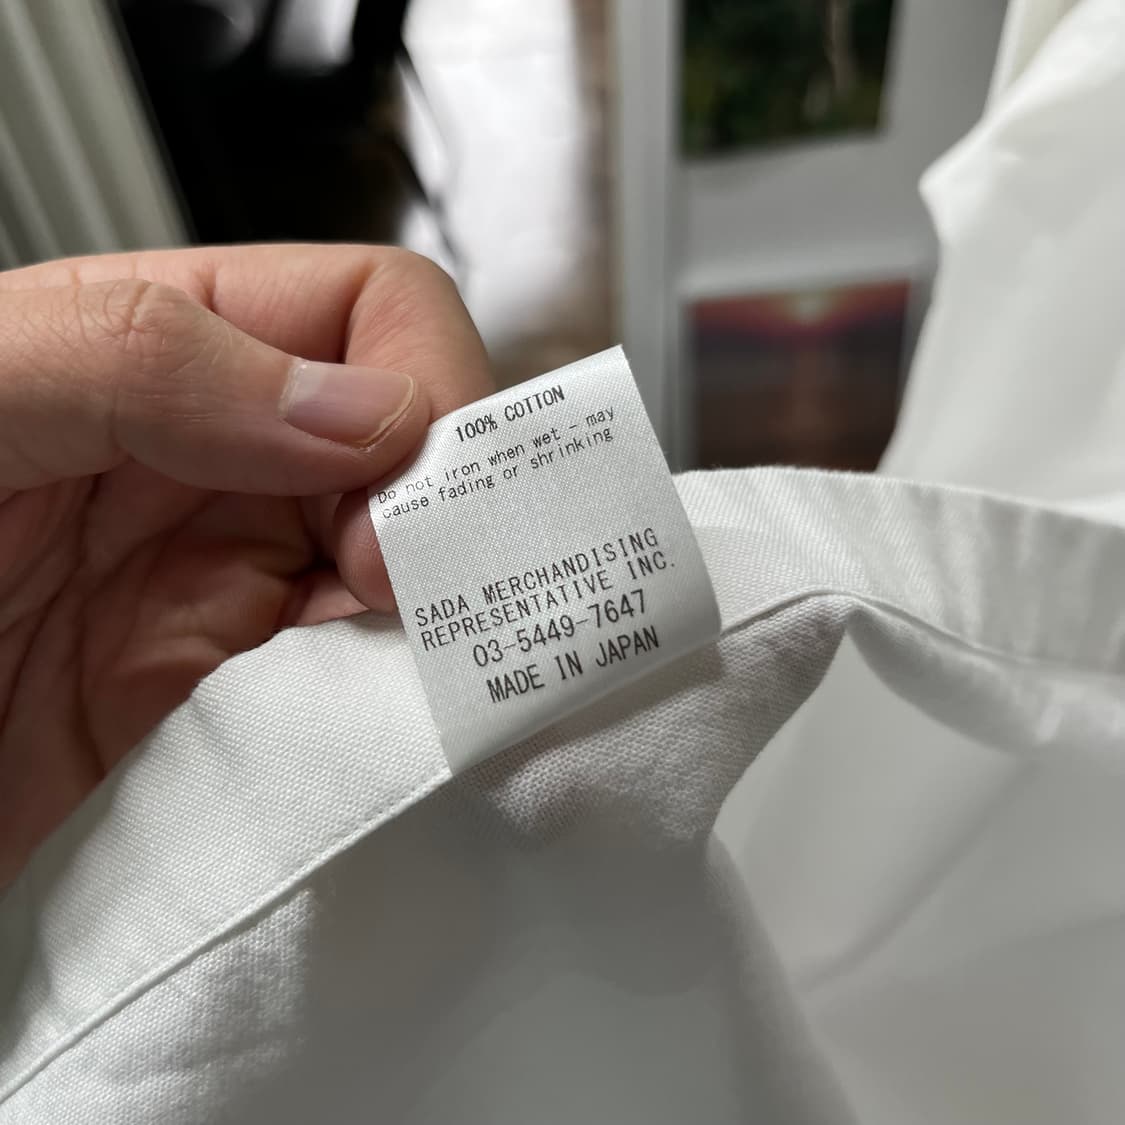 100% COTTON
Do not iron when wet - may
cause fading or shrinking
SADA MERCHANDISING
REPRESENTATIVE INC.
03-5449-7647
MADE IN JAPAN